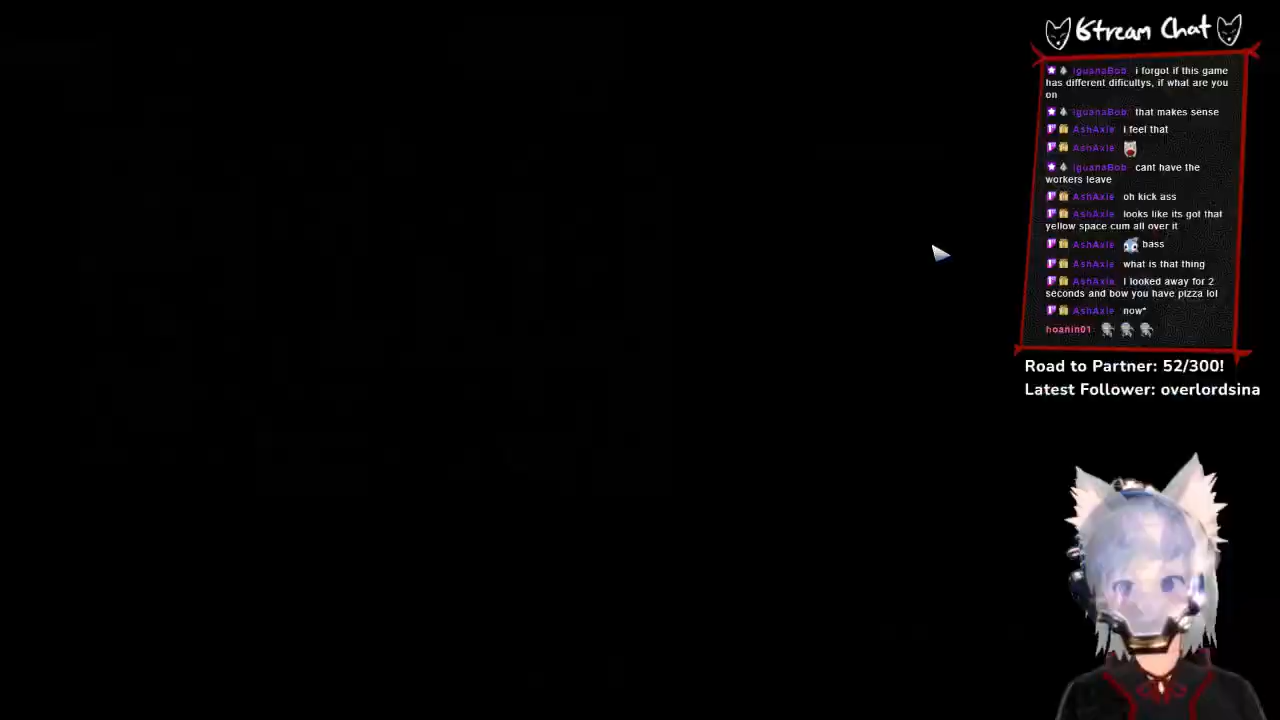 Stream Chat
IguanaBob: i forgot if this game
has different dificultys, if what are you
on
IguanaBob: that makes sense
AshAxle i feel that
AshAxle
IguanaBob: cant have the
workers leave
AshAxle oh kick ass
AshAxle looks like its got that
yellow space cum all over it
AshAxle bass
AshAxle what is that thing
AshAxle I looked away for 2
seconds and bow you have pizza lol
AshAxle now*
hoanin01:
Road to Partner: 52/300!
Latest Follower: overlordsina